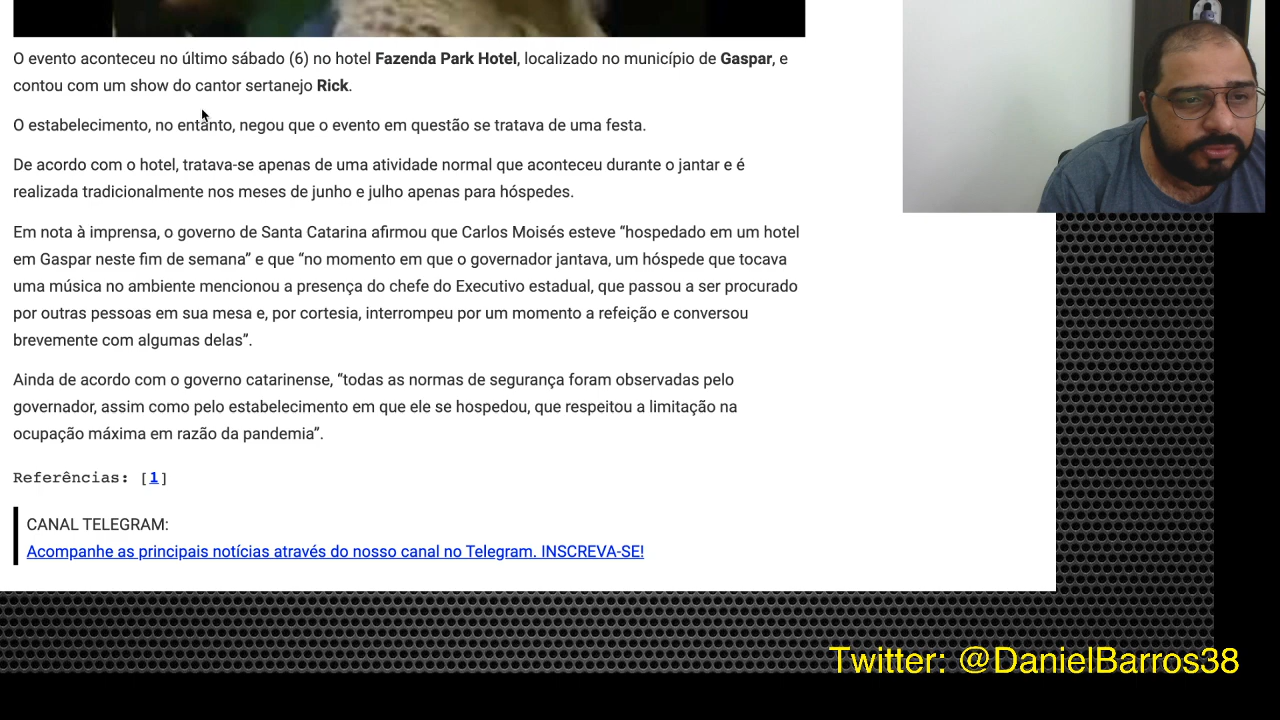 O evento aconteceu no último sábado (6) no hotel Fazenda Park Hotel, localizado no município de Gaspar, e
contou com um show do cantor sertanejo Rick.
O estabelecimento, no entanto, negou que o evento em questão se tratava de uma festa.
De acordo com o hotel, tratava-se apenas de uma atividade normal que aconteceu durante o jantar e é
realizada tradicionalmente nos meses de junho e julho apenas para hóspedes.
Em nota à imprensa, o governo de Santa Catarina afirmou que Carlos Moisés esteve “hospedado em um hotel
em Gaspar neste fim de semana” e que “no momento em que o governador jantava, um hóspede que tocava
uma música no ambiente mencionou a presença do chefe do Executivo estadual, que passou a ser procurado
por outras pessoas em sua mesa e, por cortesia, interrompeu por um momento a refeição e conversou
brevemente com algumas delas”.
Ainda de acordo com o governo catarinense, “todas as normas de segurança foram observadas pelo
governador, assim como pelo estabelecimento em que ele se hospedou, que respeitou a limitação na
ocupação máxima em razão da pandemia”.
Referências: [1]
CANAL TELEGRAM:
Acompanhe as principais notícias através do nosso canal no Telegram. INSCREVA-SE!
Twitter: @DanielBarros38